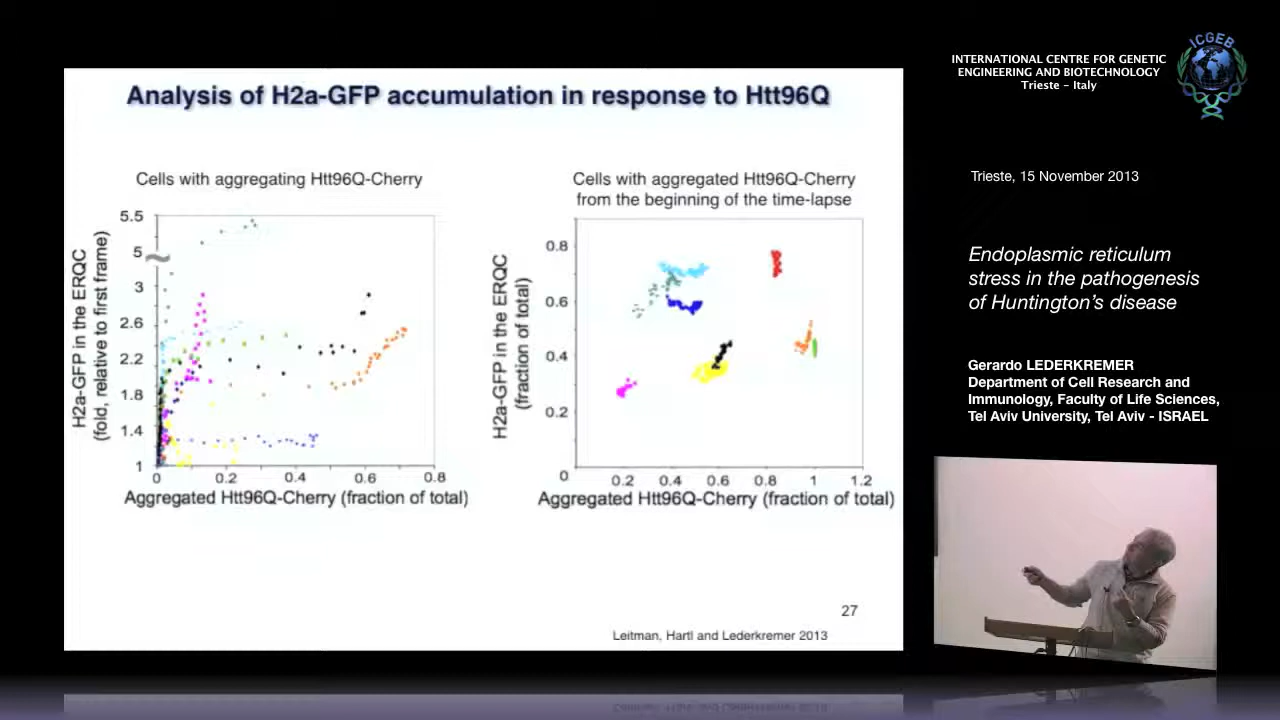 Analysis of H2a-GFP accumulation in response to Htt96Q
Cells with aggregating Htt96Q-Cherry
5.5
5
3
2.6
2.2
1.8
1.4
1
0
0.2
0.4
0.6
0.8
H2a-GFP in the ERQC
(fold, relative to first frame)
Aggregated Htt96Q-Cherry (fraction of total)
Cells with aggregated Htt96Q-Cherry
from the beginning of the time-lapse
0.8
0.6
0.4
0.2
0
0.2
0.4
0.6
0.8
1
1.2
H2a-GFP in the ERQC
(fraction of total)
Aggregated Htt96Q-Cherry (fraction of total)
27
Leitman, Hartl and Lederkremer 2013
INTERNATIONAL CENTRE FOR GENETIC
ENGINEERING AND BIOTECHNOLOGY
Trieste - Italy
ICGEB
Trieste, 15 November 2013
Endoplasmic reticulum
stress in the pathogenesis
of Huntington's disease
Gerardo LEDERKREMER
Department of Cell Research and
Immunology, Faculty of Life Sciences,
Tel Aviv University, Tel Aviv - ISRAEL